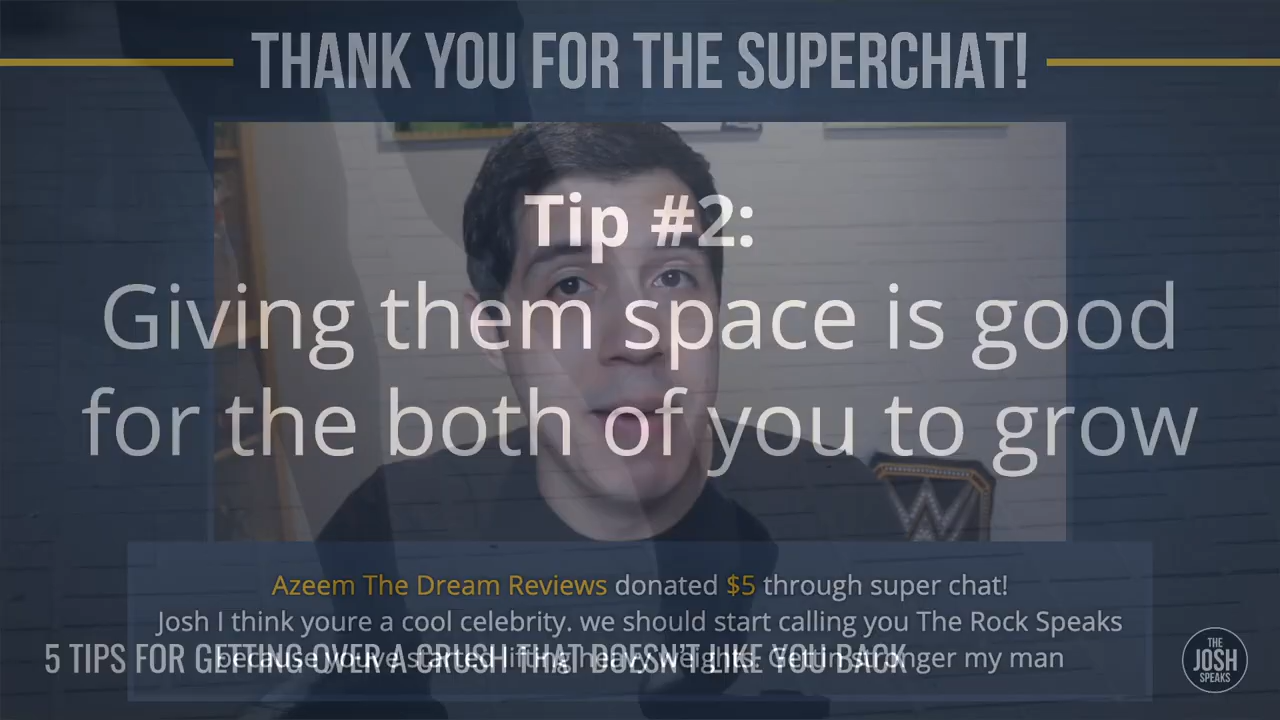 THANK YOU FOR THE SUPERCHAT!
Tip #2:
Giving them space is good
for the both of you to grow
Azeem The Dream Reviews donated $5 through super chat!
Josh I think youre a cool celebrity. we should start calling you The Rock Speaks
because you've started lifting heavy weights. Gettin stronger my man
5 TIPS FOR GETTING OVER A CRUSH THAT DOESN'T LIKE YOU BACK
THE
JOSH
SPEAKS